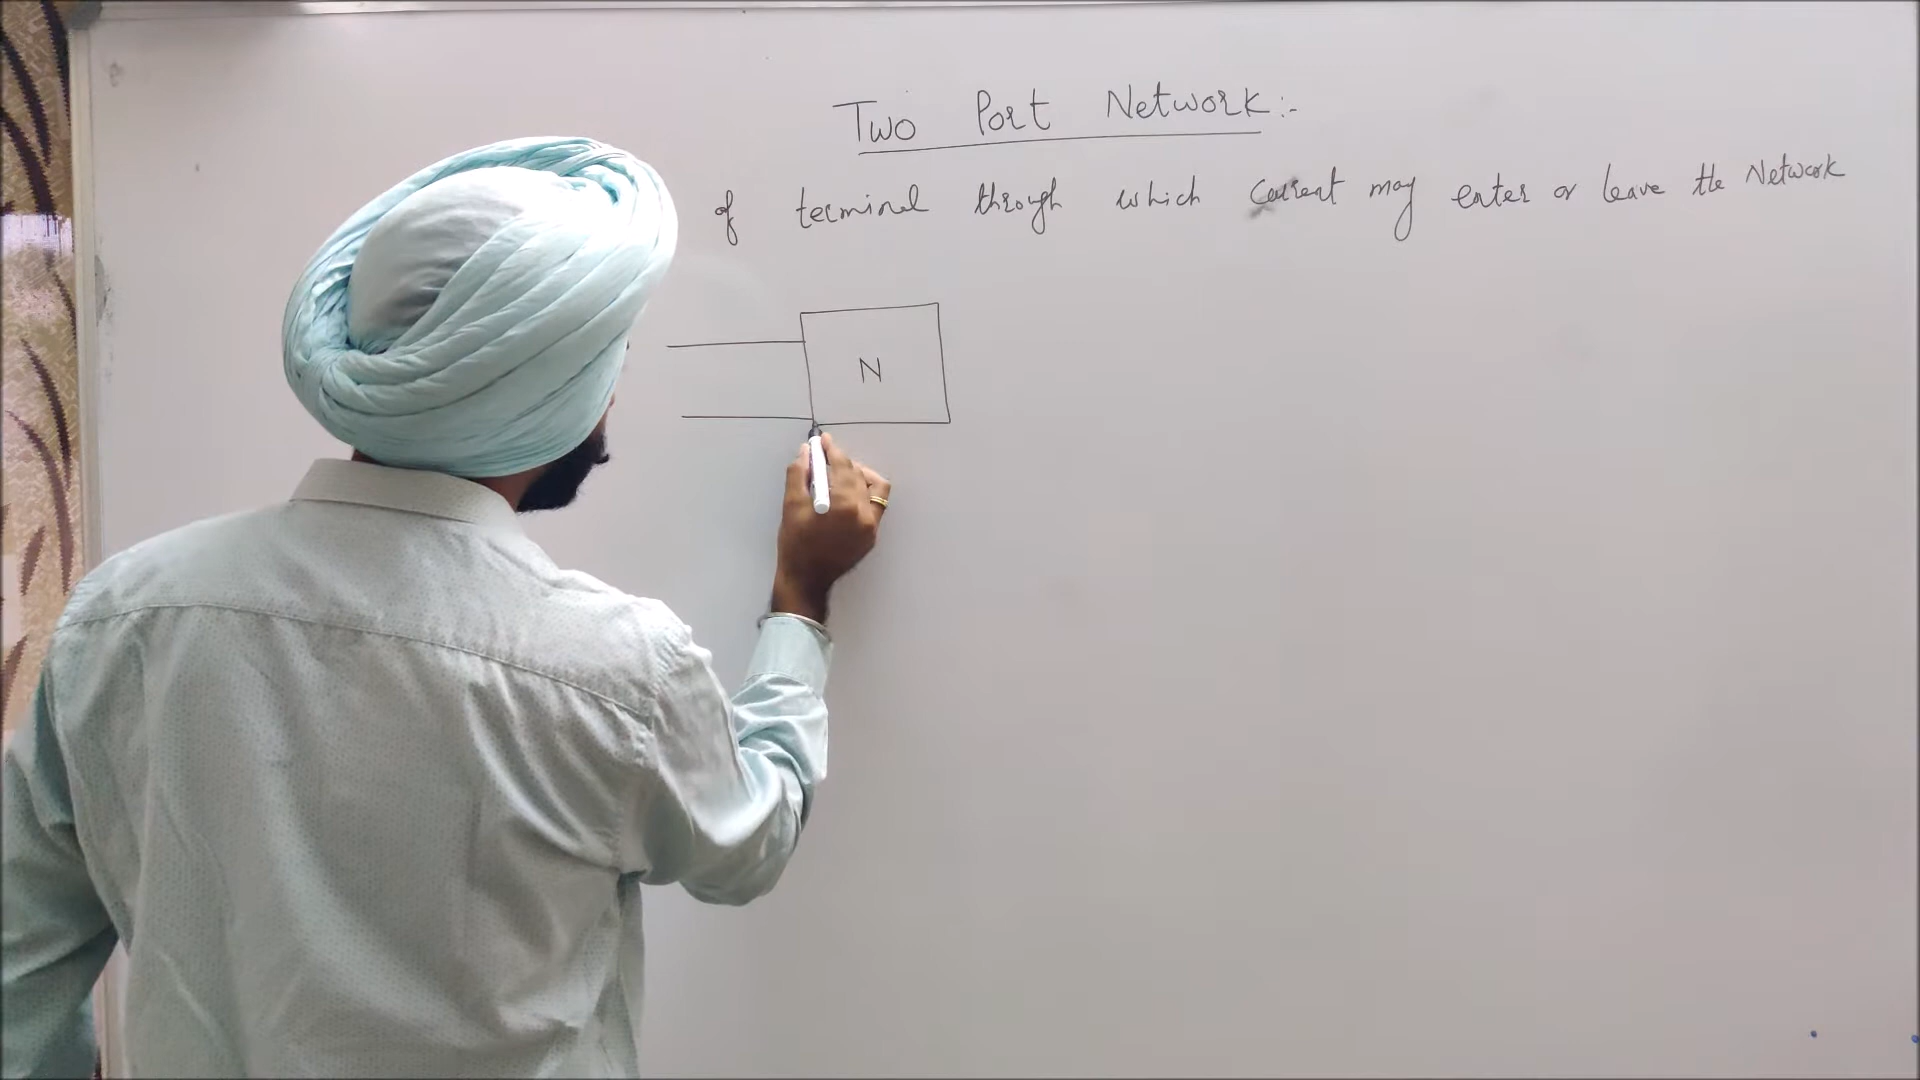 Two Port Network:-
of terminal through which current may enter or leave the Network
N